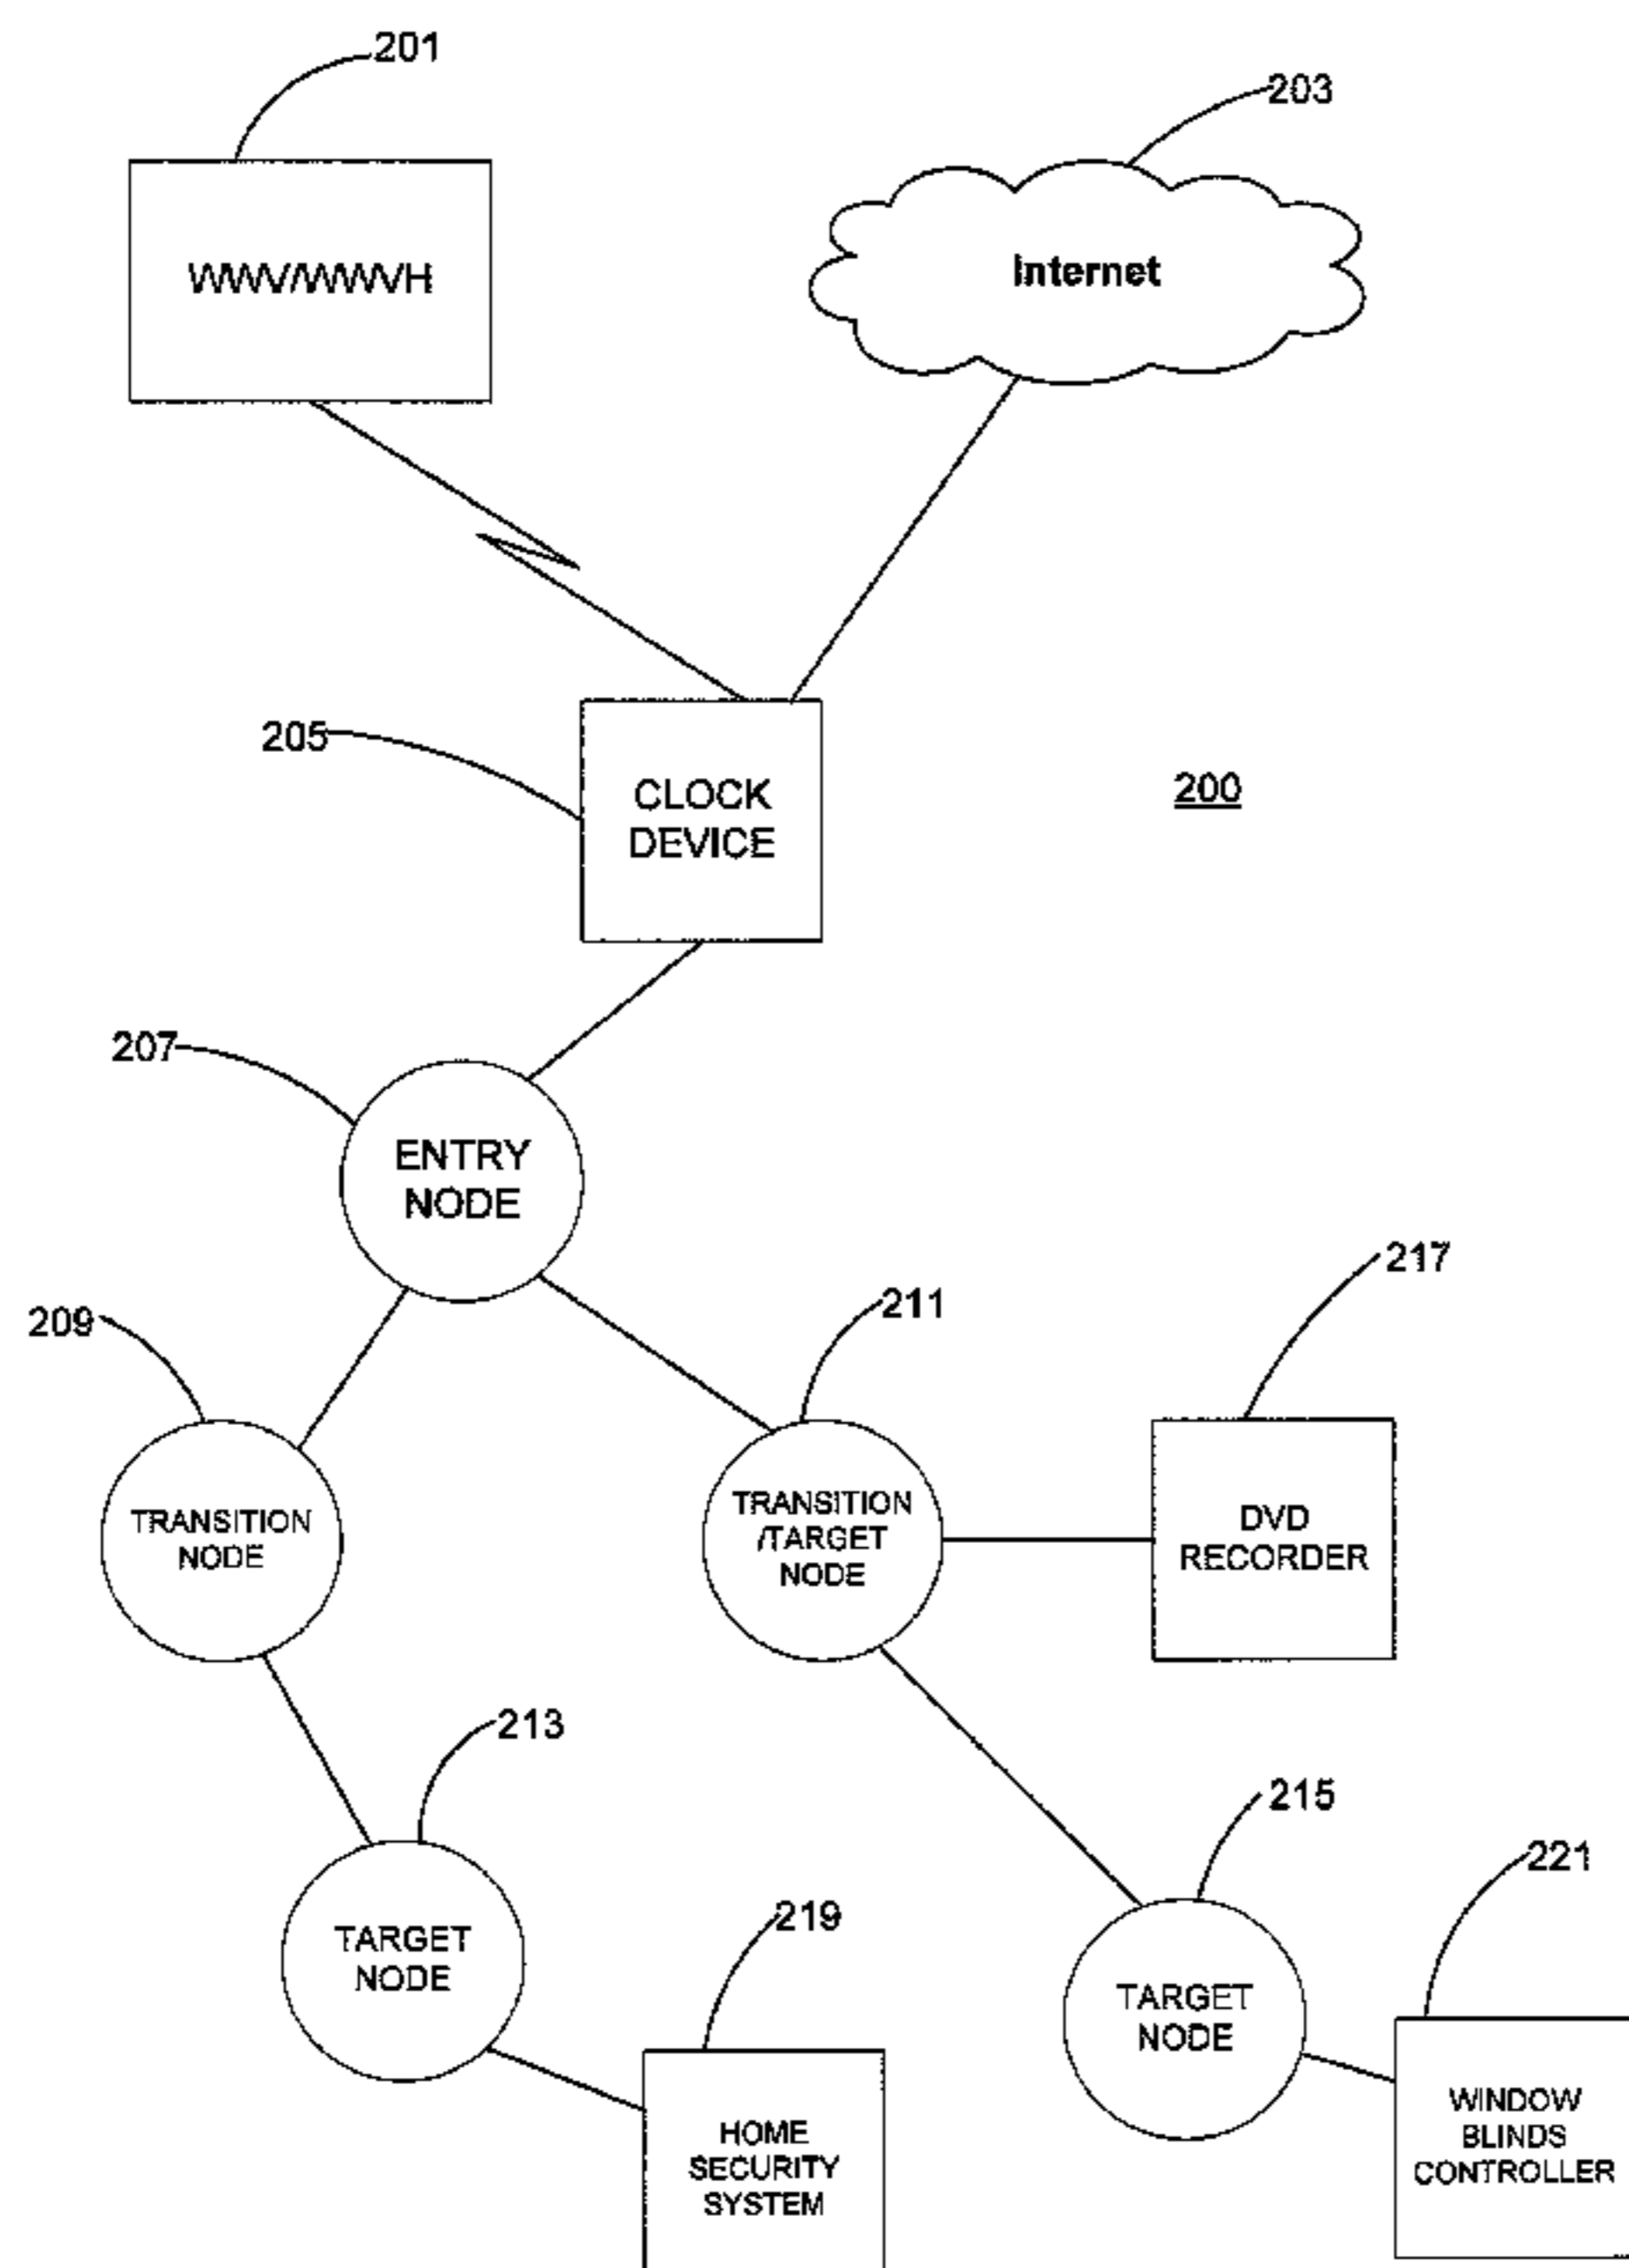 201
203
WWV/WWVH
Internet
205
CLOCK
DEVICE
200
207
ENTRY
NODE
217
211
209
TRANSITION
NODE
TRANSITION
/TARGET
NODE
DVD
RECORDER
213
215
221
219
TARGET
NODE
TARGET
NODE
HOME
SECURITY
SYSTEM
WINDOW
BLINDS
CONTROLLER